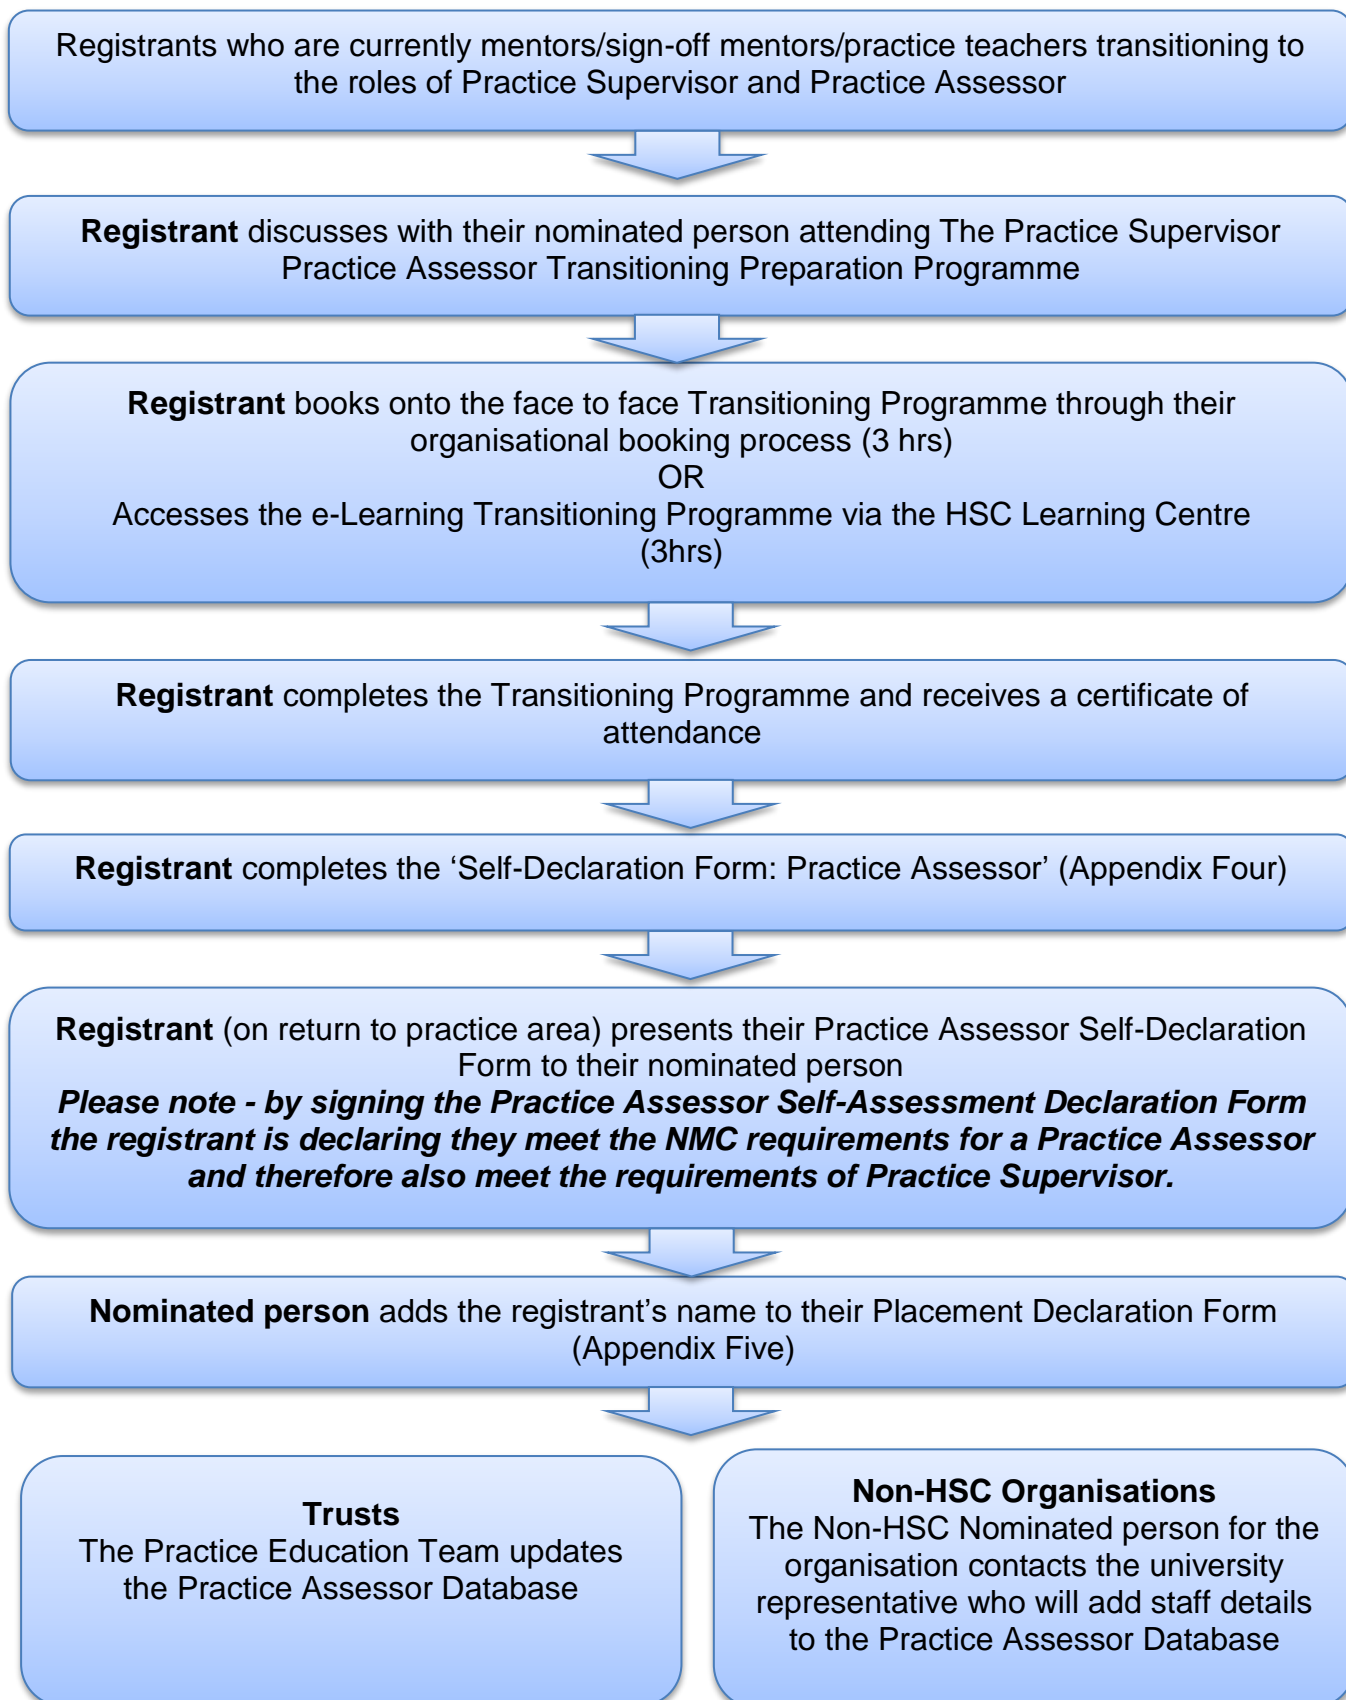 Registrants who are currently mentors/sign-off mentors/practice teachers transitioning to
the roles of Practice Supervisor and Practice Assessor
Registrant discusses with their nominated person attending The Practice Supervisor
Practice Assessor Transitioning Preparation Programme
Registrant books onto the face to face Transitioning Programme through their
organisational booking process (3 hrs)
OR
Accesses the e-Learning Transitioning Programme via the HSC Learning Centre
(3hrs)
Registrant completes the Transitioning Programme and receives a certificate of
attendance
Registrant completes the ‘Self-Declaration Form: Practice Assessor’ (Appendix Four)
Registrant (on return to practice area) presents their Practice Assessor Self-Declaration
Form to their nominated person
Please note - by signing the Practice Assessor Self-Assessment Declaration Form
the registrant is declaring they meet the NMC requirements for a Practice Assessor
and therefore also meet the requirements of Practice Supervisor.
Nominated person adds the registrant’s name to their Placement Declaration Form
(Appendix Five)
Trusts
The Practice Education Team updates
the Practice Assessor Database
Non-HSC Organisations
The Non-HSC Nominated person for the
organisation contacts the university
representative who will add staff details
to the Practice Assessor Database